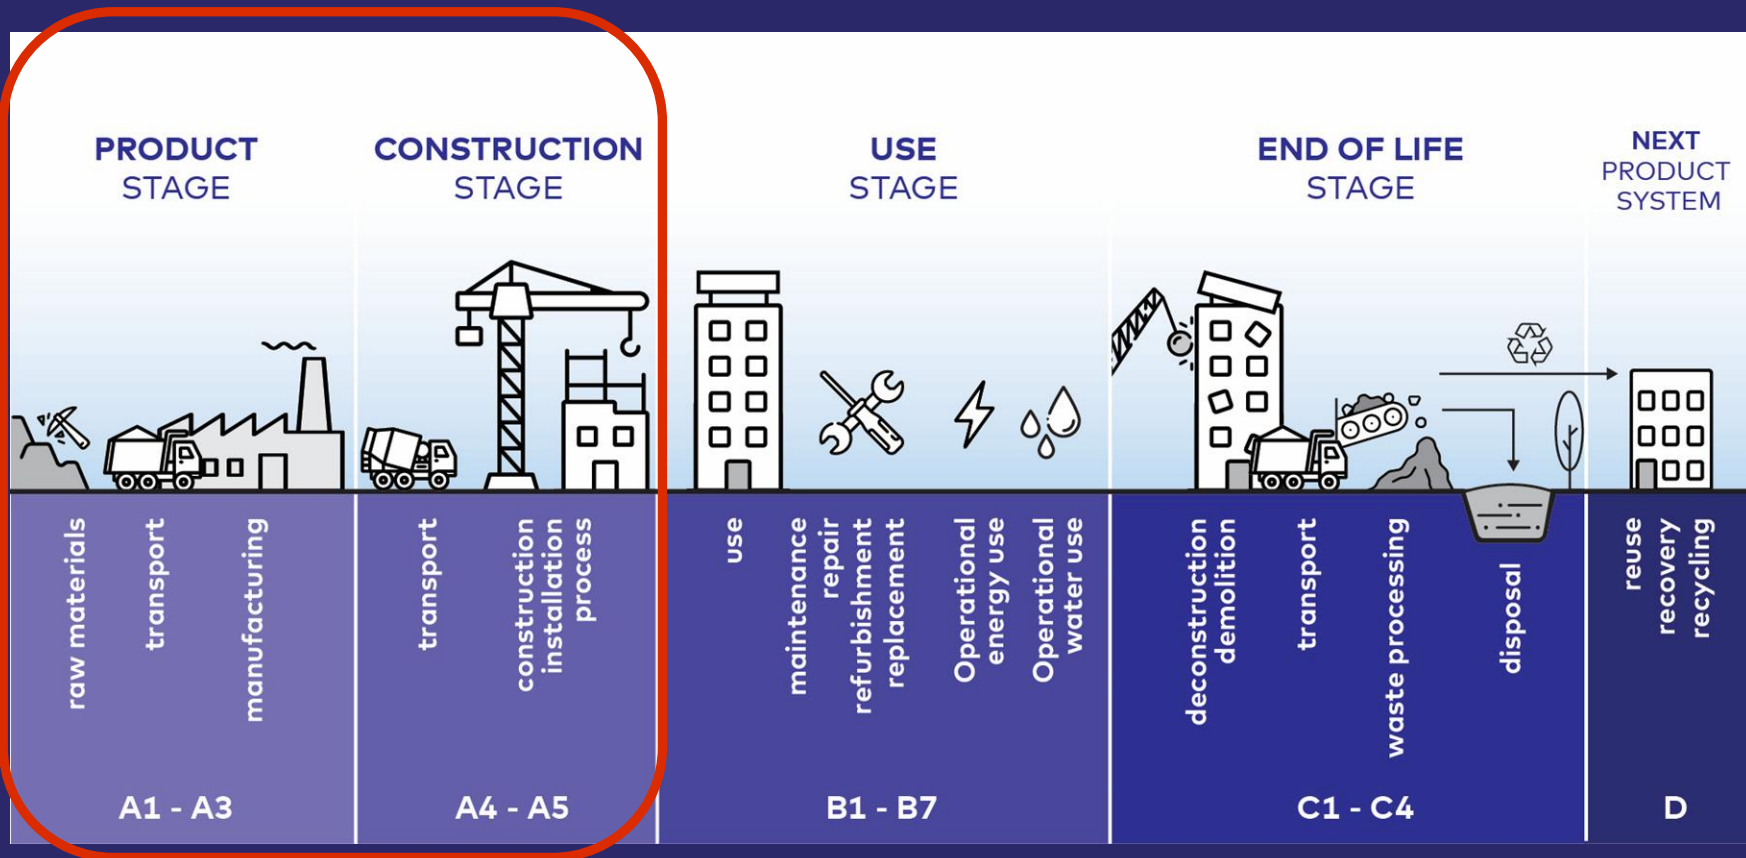 PRODUCT
STAGE
raw materials
transport
manufacturing
A1 - A3
CONSTRUCTION
STAGE
transport
construction
installation
process
A4 - A5
USE
STAGE
use
maintenance
repair
refurbishment
replacement
Operational
energy use
Operational
water use
B1 - B7
END OF LIFE
STAGE
deconstruction
demolition
transport
waste processing
disposal
C1 - C4
NEXT
PRODUCT
SYSTEM
reuse
recovery
recycling
D